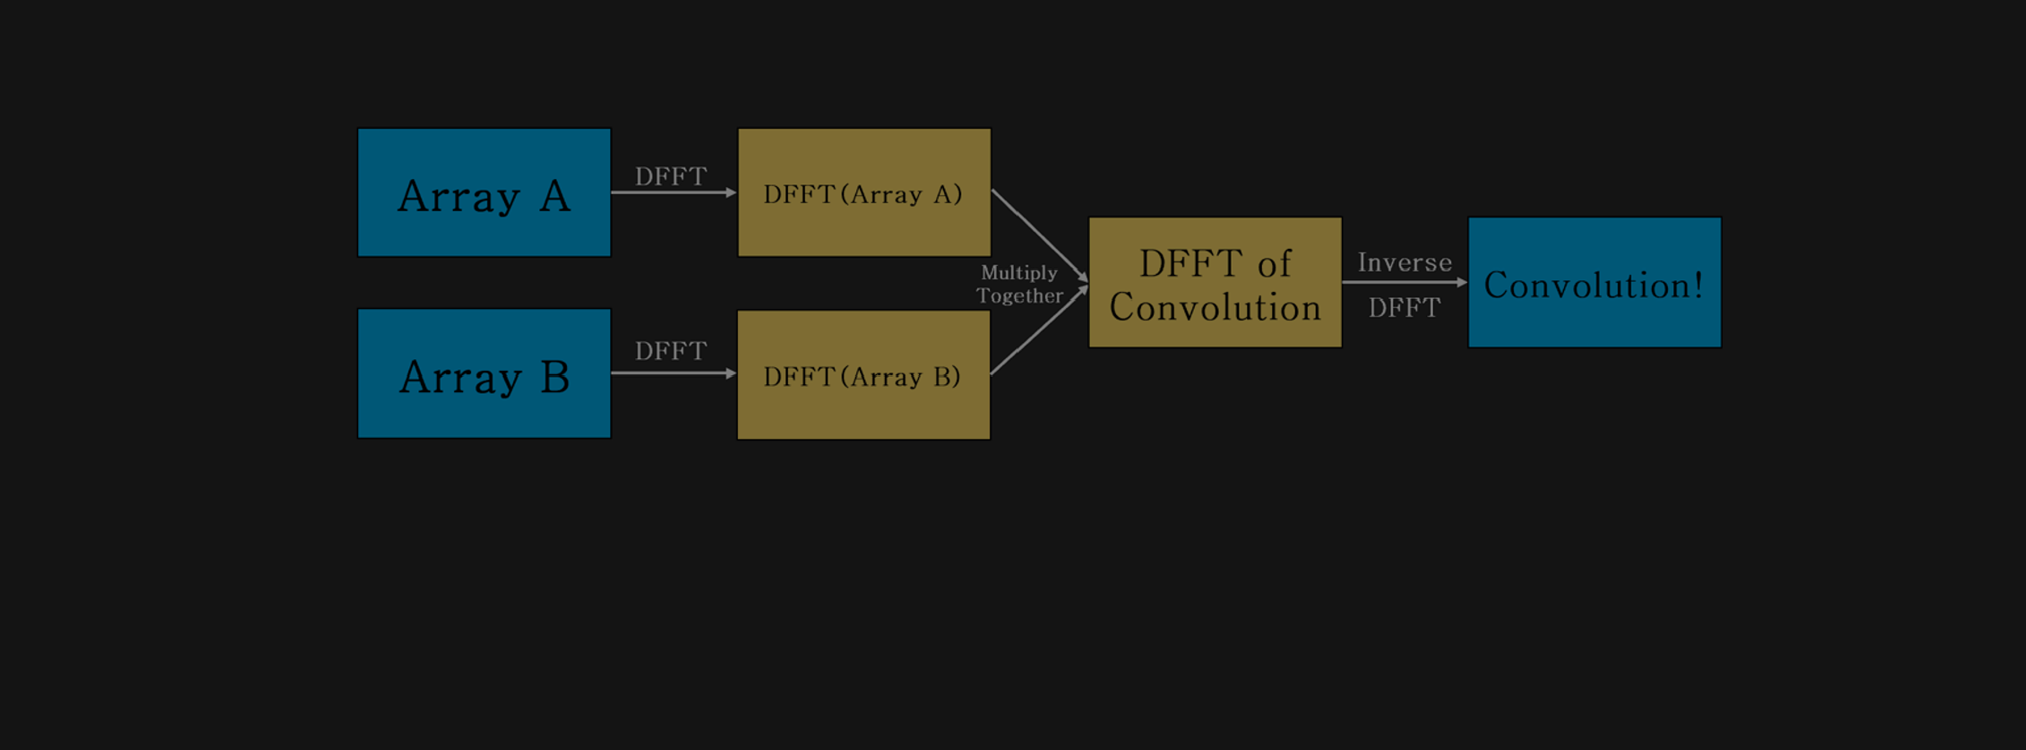 Array A
DFFT
DFFT(Array A)
Array B
DFFT
DFFT(Array B)
Multiply
Together
DFFT of
Convolution
Inverse
DFFT
Convolution!